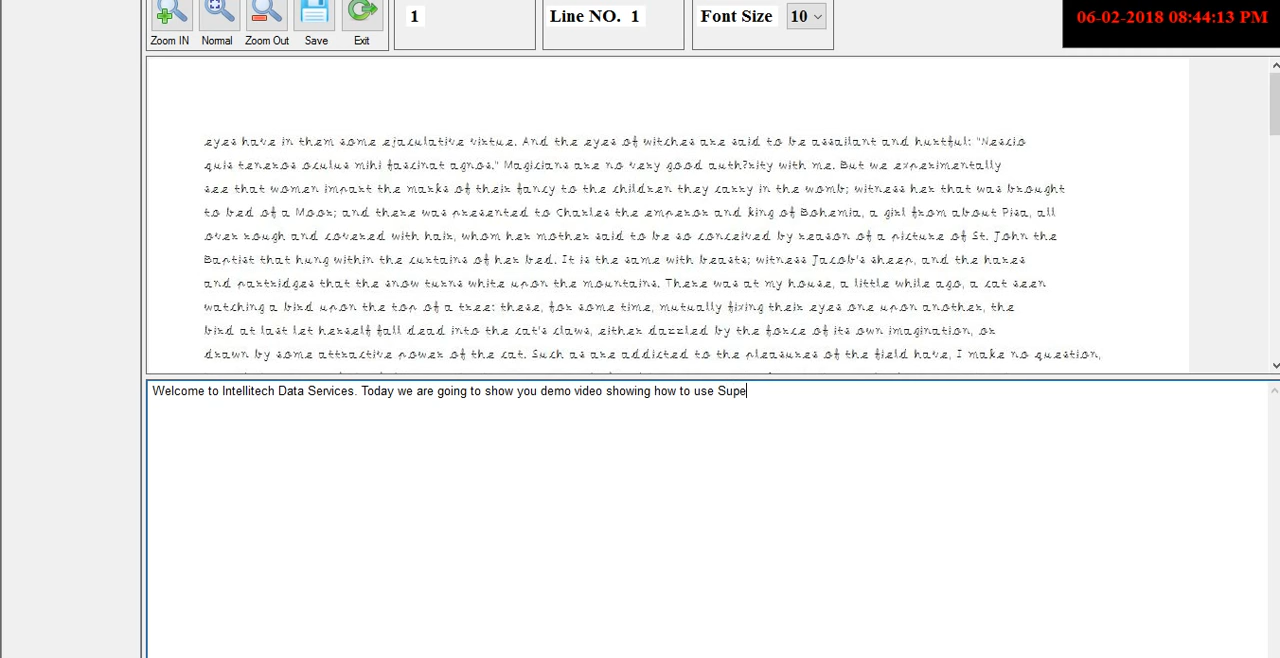 1
Line NO. 1
Font Size 10
06-02-2018 08:44:13 PM
Zoom IN Normal Zoom Out Save Exit
eyes have in them some ejaculative virtue. And the eyes of witches are said to be assailant and hurtful: "Nescio
quis teneros oculus mihi fascinat agnos." Magicians are no very good auth?rity with me. But we experimentally
see that women impart the marks of their fancy to the children they carry in the womb; witness her that was brought
to bed of a Moor; and there was presented to Charles the emperor and king of Bohemia, a girl from about Pisa, all
over rough and covered with hair, whom her mother said to be so conceived by reason of a picture of St. John the
Baptist that hung within the curtains of her bed. It is the same with beasts; witness Jacob's sheep, and the hares
and partridges that the snow turns white upon the mountains. There was at my house, a little while ago, a cat seen
watching a bird upon the top of a tree: these, for some time, mutually fixing their eyes one upon another, the
bird at last let herself fall dead into the cat's claws, either dazzled by the force of its own imagination, or
drawn by some attractive power of the cat. Such as are addicted to the pleasures of the field have, I make no question,
Welcome to Intellitech Data Services. Today we are going to show you demo video showing how to use Supe